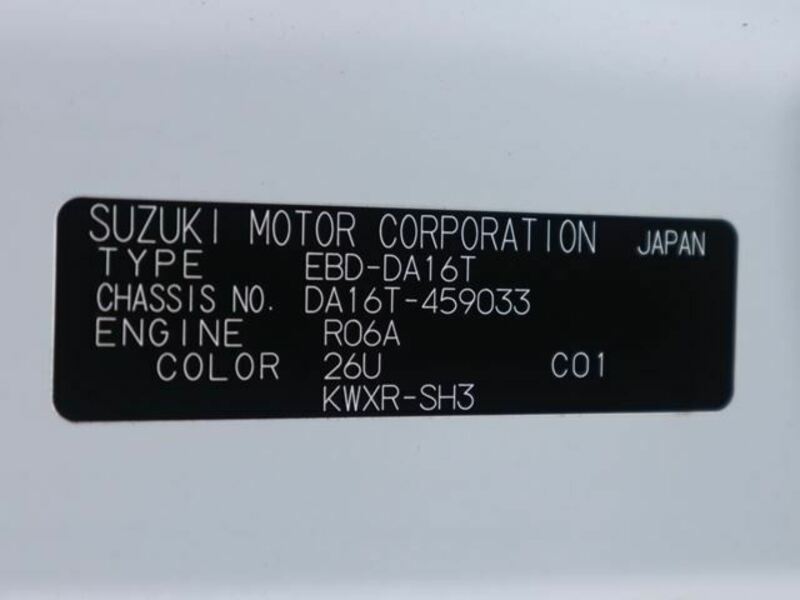 SUZUKI MOTOR CORPORATION JAPAN
TYPE EBD-DA16T
CHASSIS NO. DA16T-459033
ENGINE R06A
COLOR 26U C01
KWXR-SH3